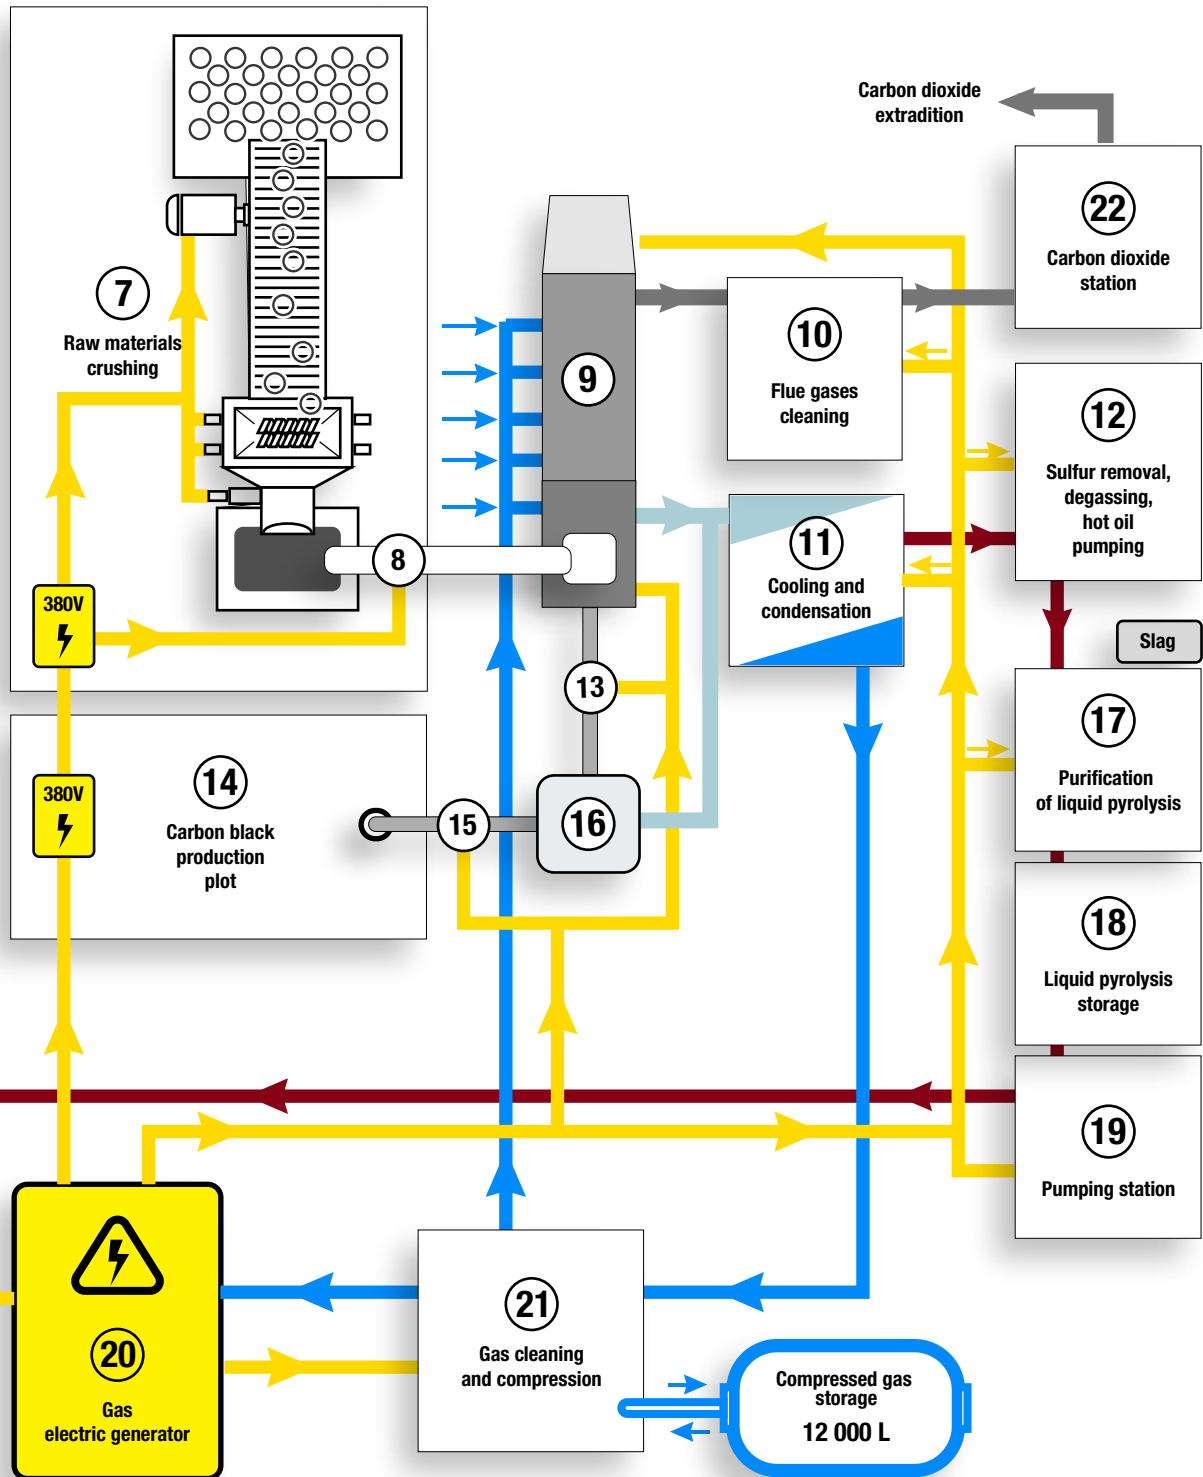 Carbon dioxide
extradition
22
Carbon dioxide
station
7
Raw materials
crushing
10
Flue gases
cleaning
9
12
Sulfur removal,
degassing,
hot oil
pumping
11
Cooling and
condensation
8
380V
Slag
13
17
Purification
of liquid pyrolysis
14
Carbon black
production
plot
380V
15
16
18
Liquid pyrolysis
storage
19
Pumping station
20
Gas
electric generator
21
Gas cleaning
and compression
Compressed gas
storage
12 000 L